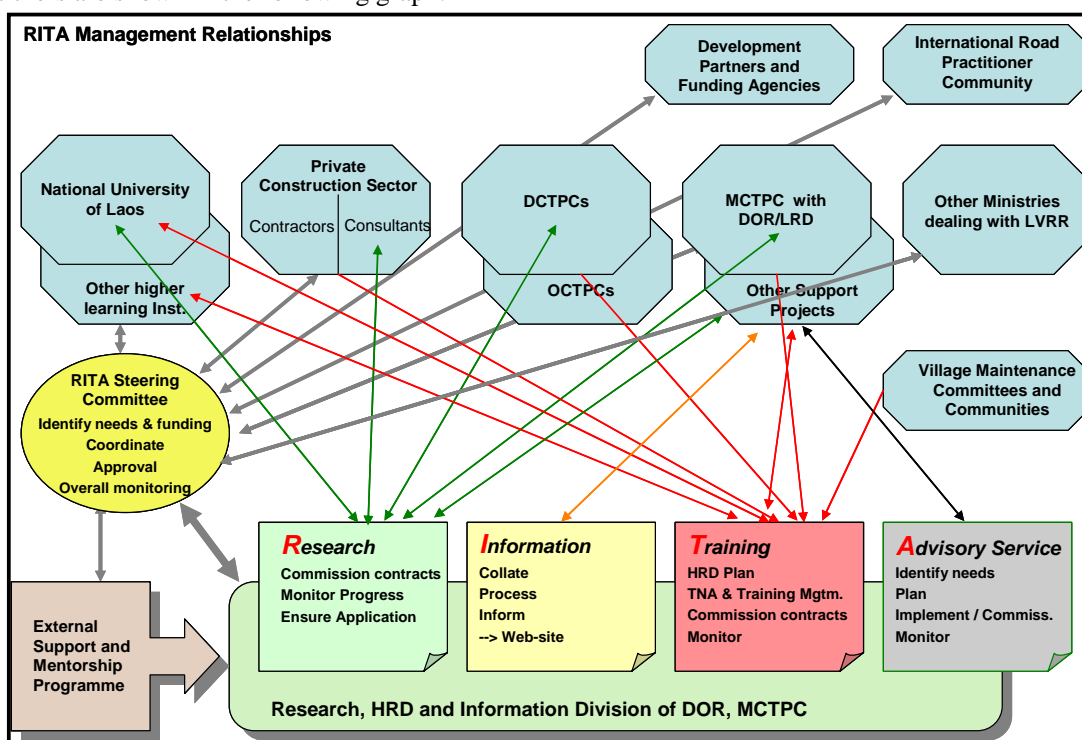 RITA Management Relationships
Development
Partners and
Funding Agencies
International Road
Practitioner
Community
National University
of Laos
Other higher
learning Inst.
Private
Construction Sector
Contractors
Consultants
DCTPCs
OCTPCs
MCTPC with
DOR/LRD
Other Support
Projects
Other Ministries
dealing with LVRR
Village Maintenance
Committees and
Communities
RITA Steering
Committee
Identify needs & funding
Coordinate
Approval
Overall monitoring
Research
Commission contracts
Monitor Progress
Ensure Application
Information
Collate
Process
Inform
--> Web-site
Training
HRD Plan
TNA & Training Mgtm.
Commission contracts
Monitor
Advisory Service
Identify needs
Plan
Implement / Commiss.
Monitor
External
Support and
Mentorship
Programme
Research, HRD and Information Division of DOR, MCTPC